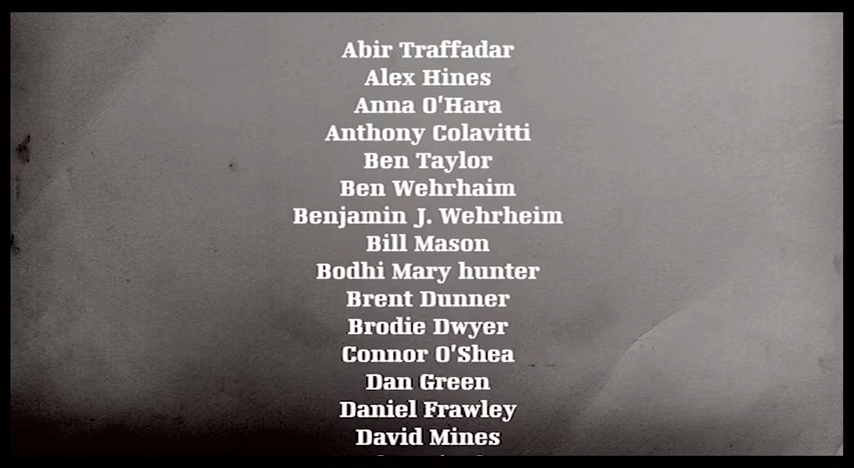 Abir Traffadar
Alex Hines
Anna O'Hara
Anthony Colavitti
Ben Taylor
Ben Wehrhaim
Benjamin J. Wehrheim
Bill Mason
Bodhi Mary hunter
Brent Dunner
Brodie Dwyer
Connor O'Shea
Dan Green
Daniel Frawley
David Mines